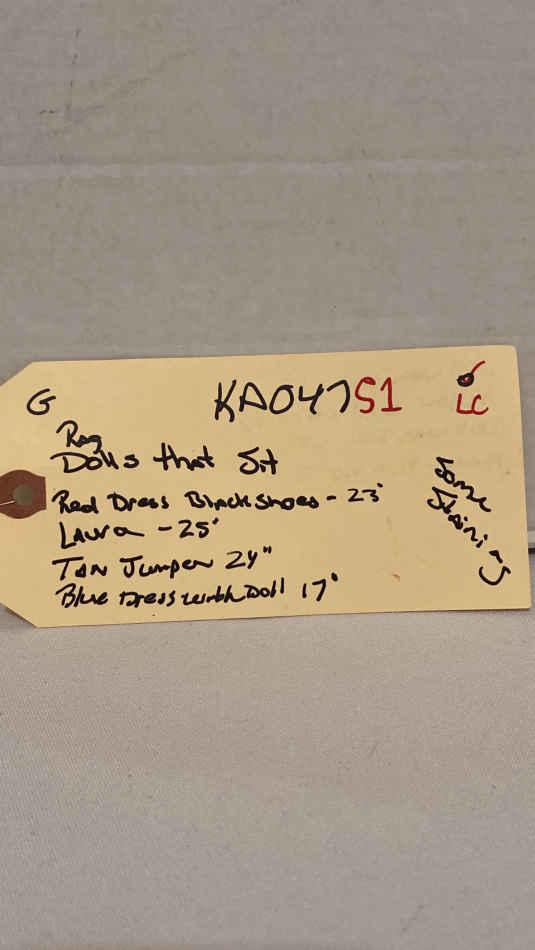 G KA047S1 LC
Rag
Dolls that Sit
Red Dress Black Shoes - 23"
Laura - 25"
Tan Jumper 24"
Blue Dress with Doll 17"
Some
Staining